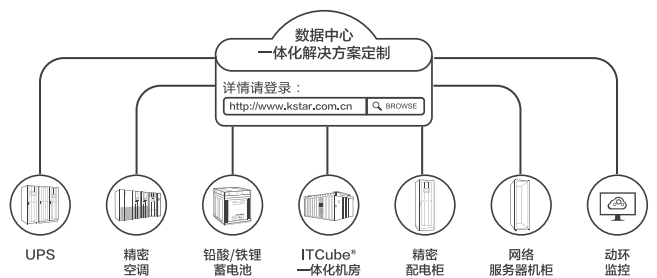 数据中心
一体化解决方案定制
详情请登录：
http://www.kstar.com.cn
BROWSE
UPS
精密
空调
铅酸/铁锂
蓄电池
ITCube®
一体化机房
精密
配电柜
网络
服务器机柜
动环
监控